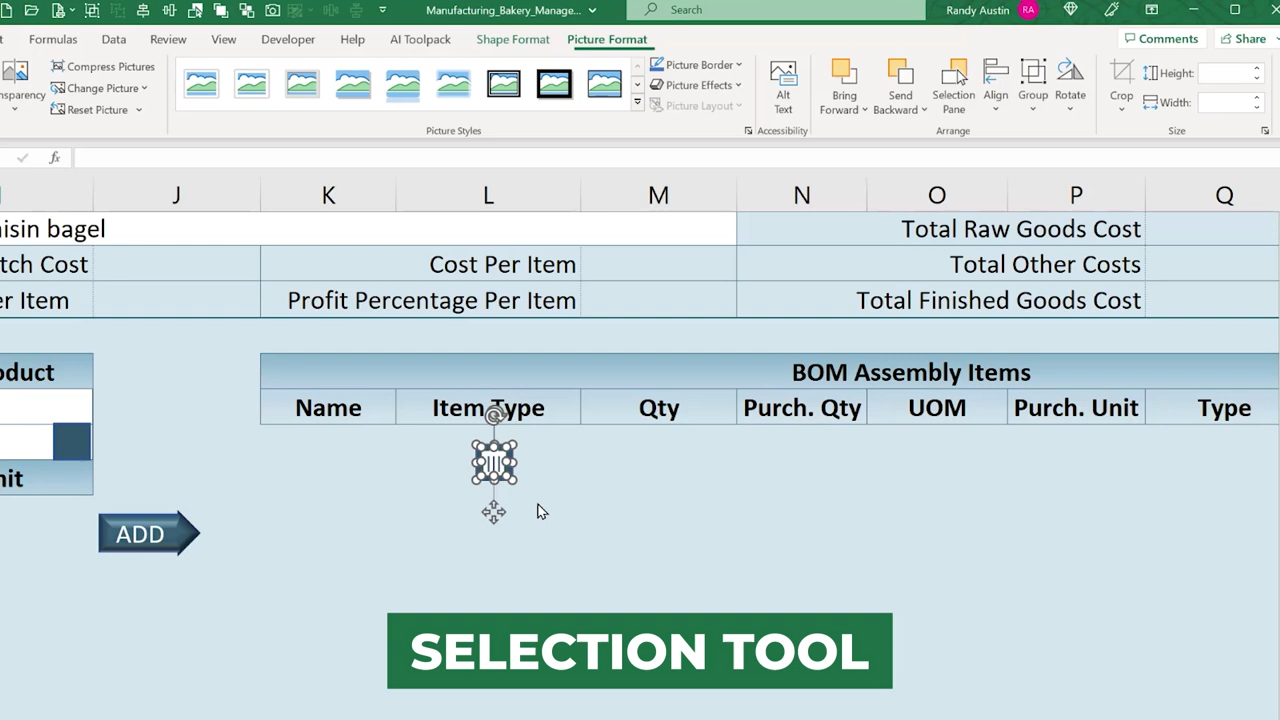 Manufacturing_Bakery_Manage...
Search
Randy Austin
RA
Formulas
Data
Review
View
Developer
Help
AI Toolpack
Shape Format
Picture Format
Comments
Share
nsparency
Compress Pictures
Change Picture
Reset Picture
Picture Border
Picture Effects
Picture Layout
Alt
Text
Bring
Forward
Send
Backward
Selection
Pane
Align
Group
Rotate
Crop
Height:
Width:
Picture Styles
Accessibility
Arrange
Size
fx
J
K
L
M
N
O
P
Q
aisin bagel
Total Raw Goods Cost
tch Cost
Cost Per Item
Total Other Costs
er Item
Profit Percentage Per Item
Total Finished Goods Cost
oduct
BOM Assembly Items
Name
Item Type
Qty
Purch. Qty
UOM
Purch. Unit
Type
nit
ADD
SELECTION TOOL